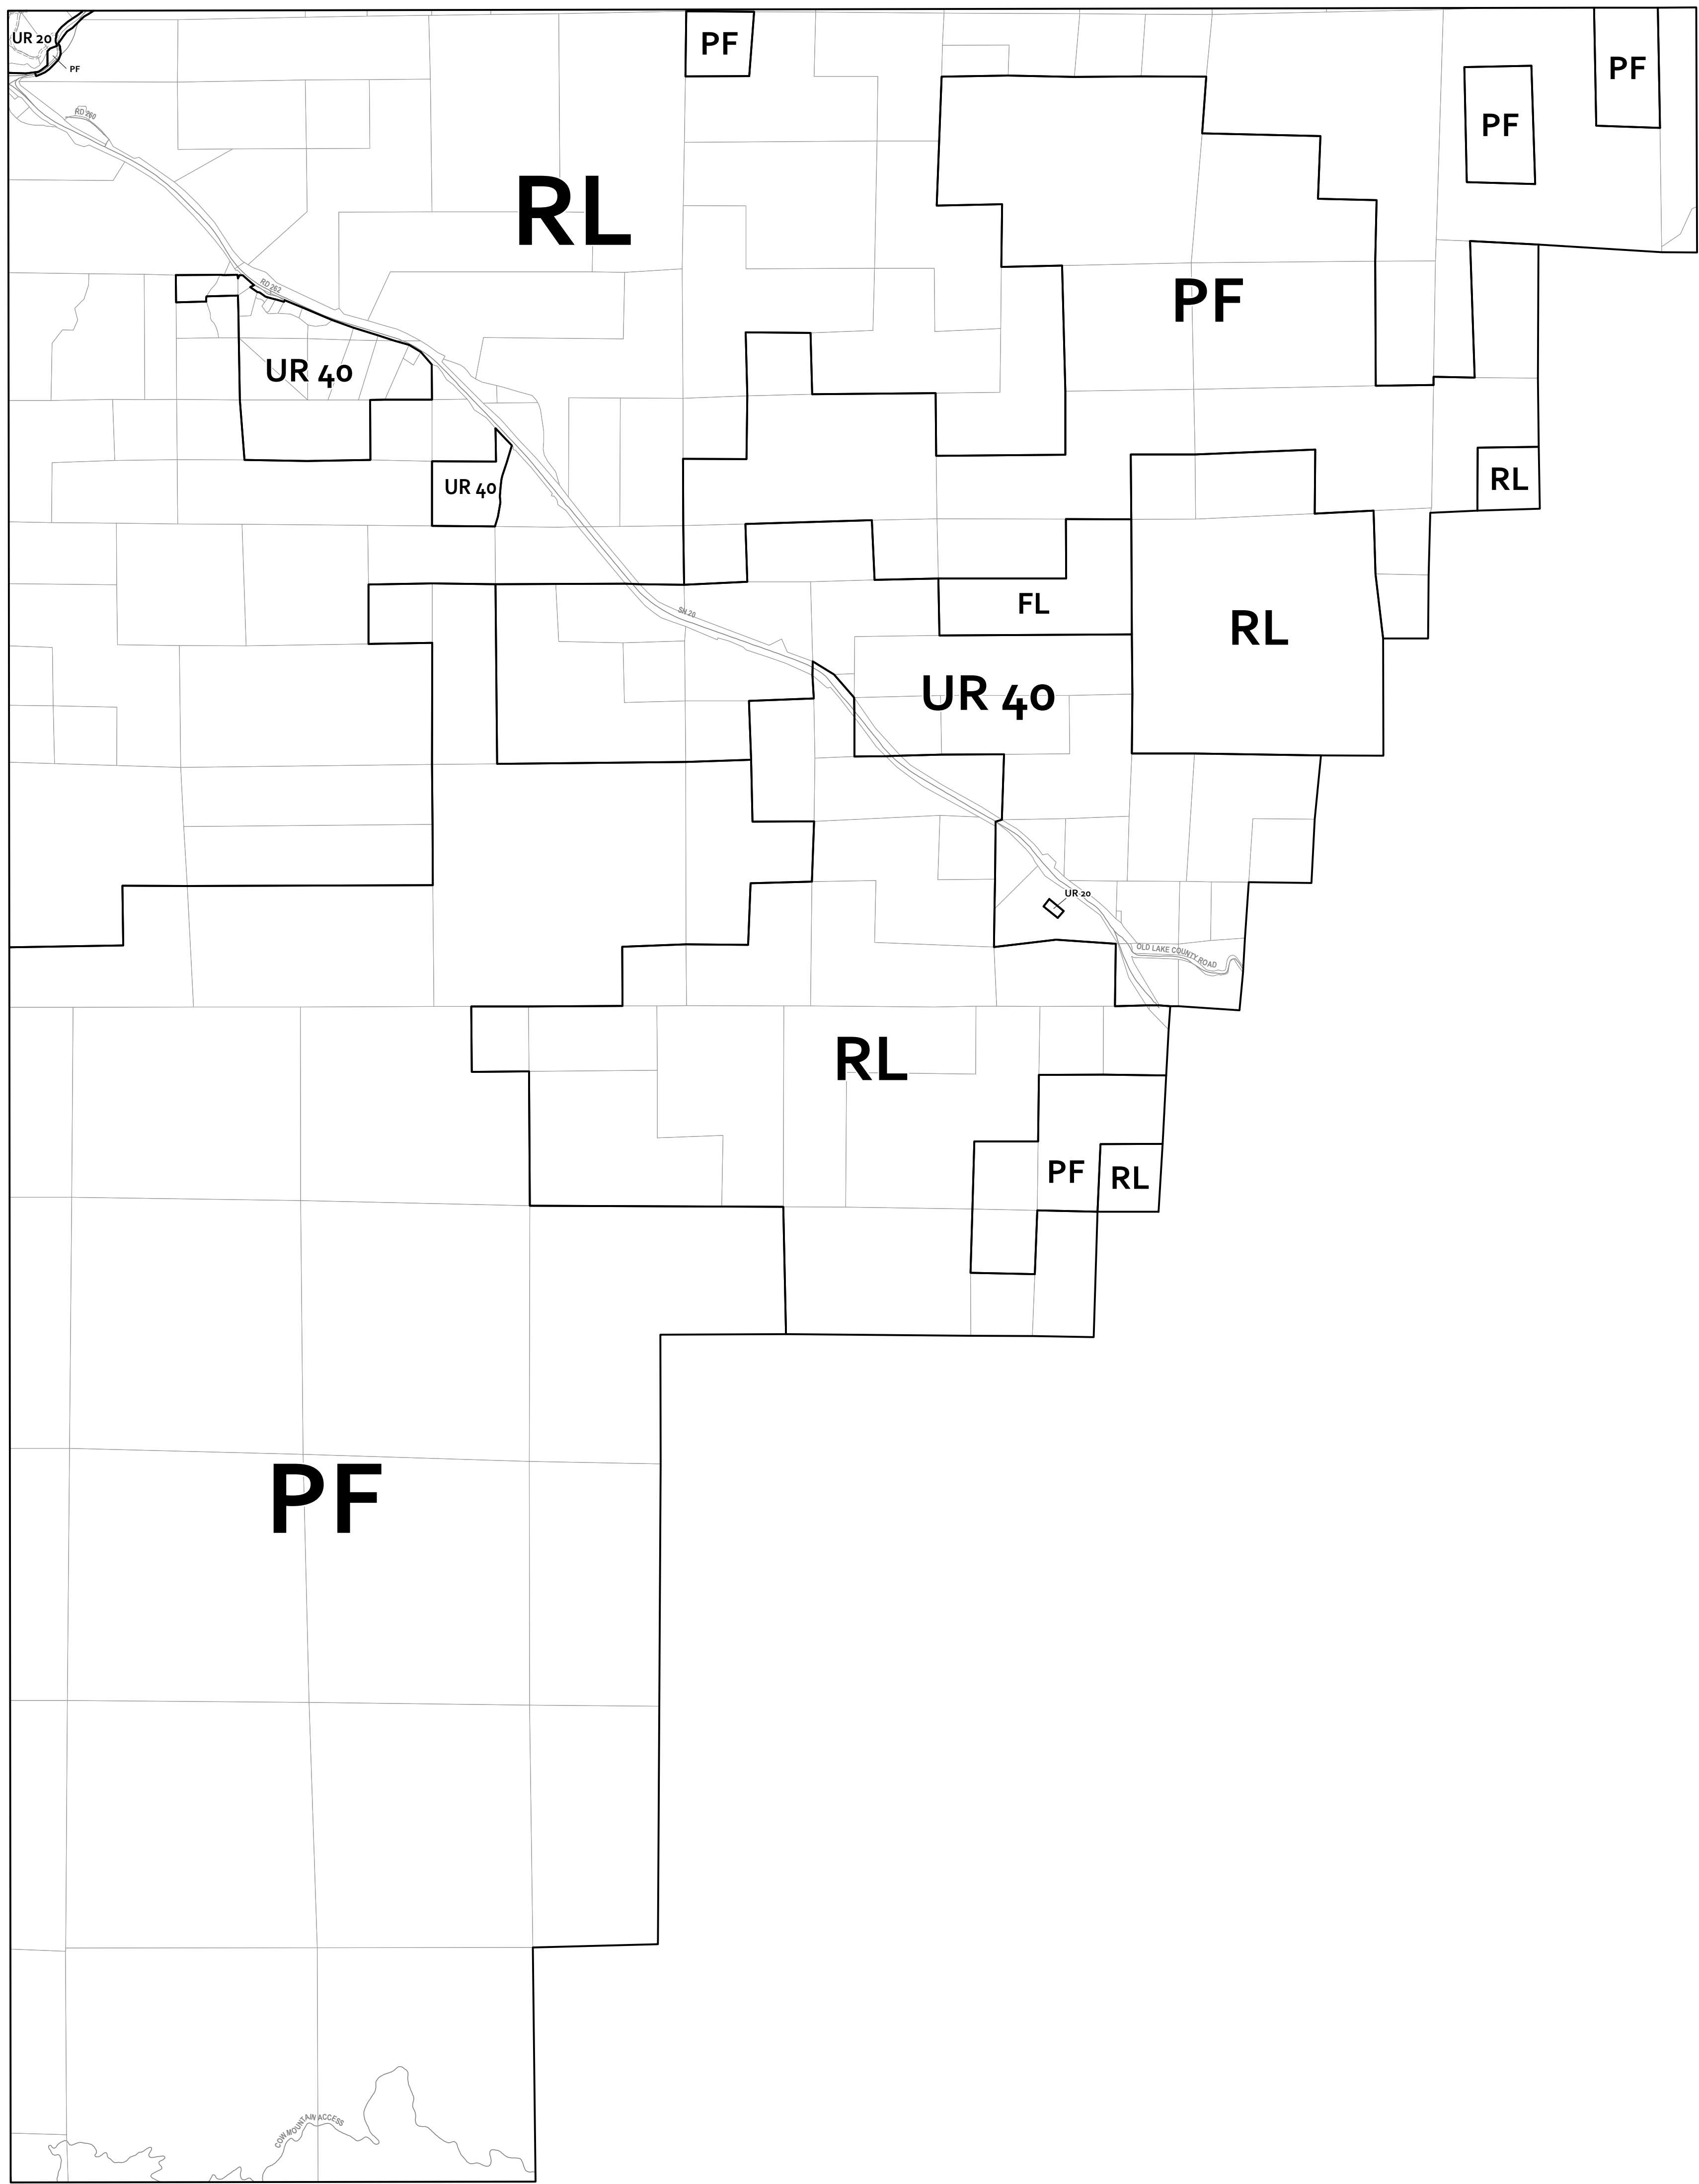 UR 20
PF
PF
PF
PF
RD 260
RL
RD 262
PF
UR 40
UR 40
RL
SH 20
FL
RL
UR 40
UR 20
OLD LAKE COUNTY ROAD
RL
PF
RL
PF
COW MOUNTAIN ACCESS